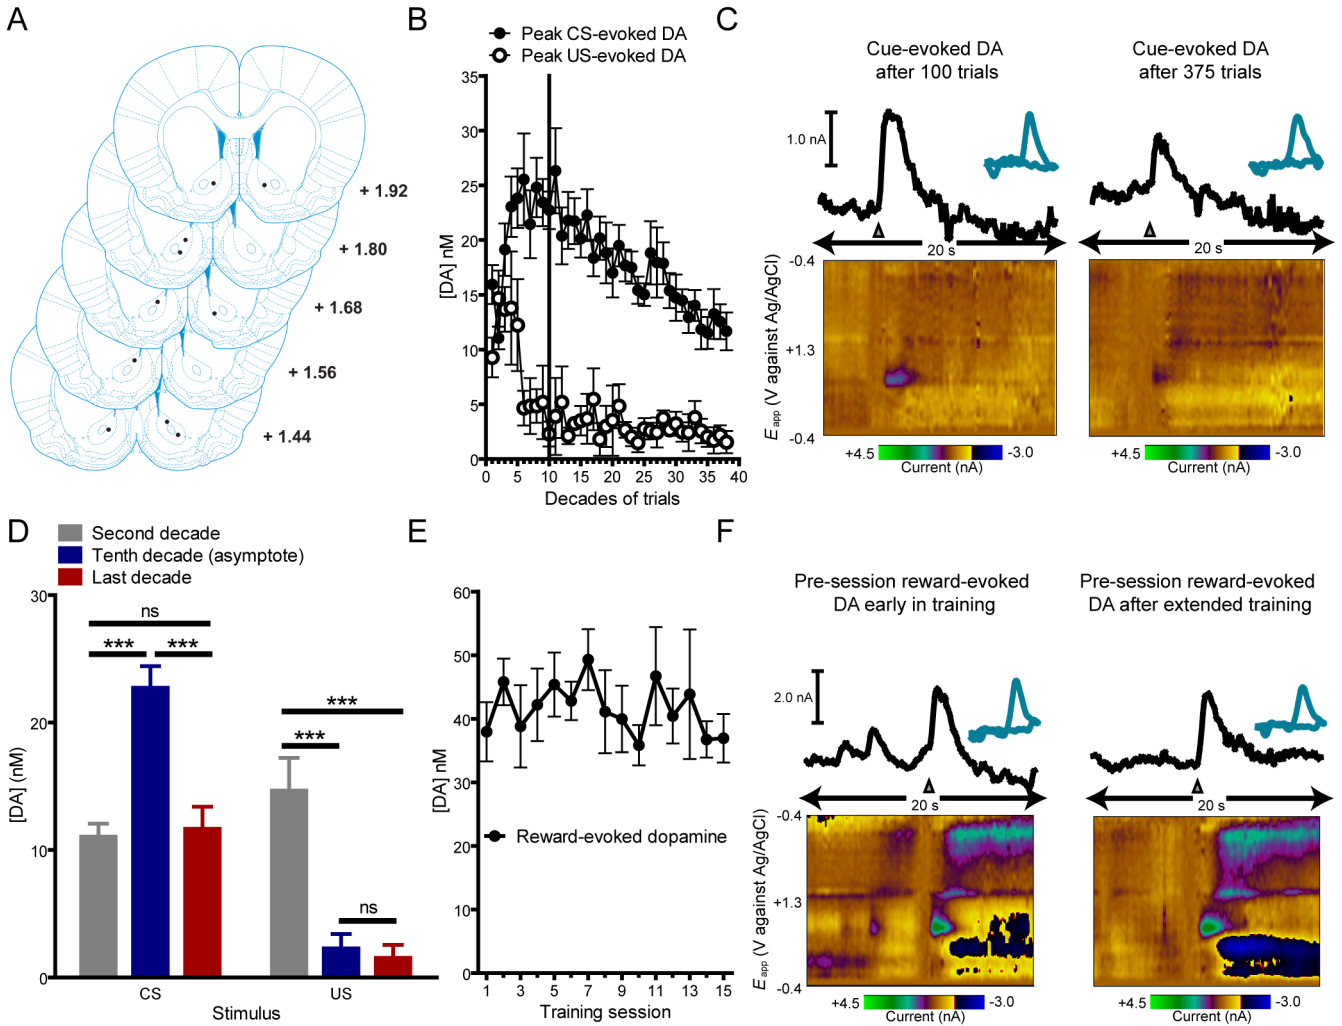 A
+ 1.92
+ 1.80
+ 1.68
+ 1.56
+ 1.44
B
Peak CS-evoked DA
Peak US-evoked DA
[DA] nM
35
30
25
20
15
10
5
0
0 5 10 15 20 25 30 35 40
Decades of trials
C
Cue-evoked DA
after 100 trials
Cue-evoked DA
after 375 trials
1.0 nA
20 s
20 s
-0.4
+1.3
-0.4
Eapp (V against Ag/AgCl)
+4.5
-3.0
Current (nA)
+4.5
-3.0
Current (nA)
D
Second decade
Tenth decade (asymptote)
Last decade
[DA] (nM)
30
20
10
0
ns
***
***
***
***
ns
CS
US
Stimulus
E
[DA] nM
60
50
40
30
20
10
0
Reward-evoked dopamine
1 3 5 7 9 11 13 15
Training session
F
Pre-session reward-evoked
DA early in training
Pre-session reward-evoked
DA after extended training
2.0 nA
20 s
20 s
-0.4
+1.3
-0.4
Eapp (V against Ag/AgCl)
+4.5
-3.0
Current (nA)
+4.5
-3.0
Current (nA)